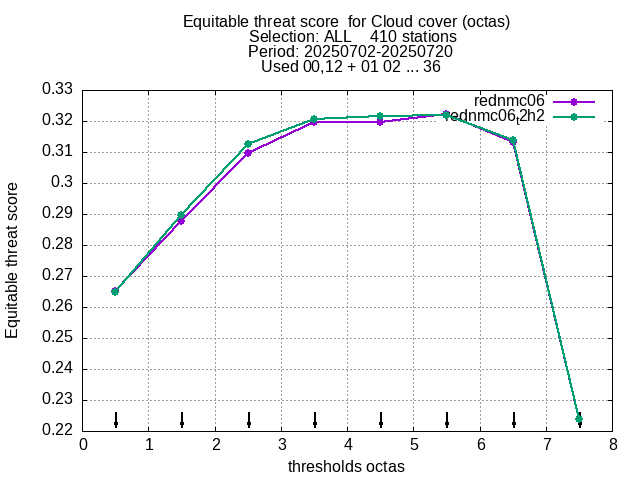 Equitable threat score for Cloud cover (octas)
Selection: ALL 410 stations
Period: 20250702-20250720
Used 00,12 + 01 02 ... 36
rednmc06
rednmc06t2h2
0.33
0.32
0.31
0.3
0.29
0.28
0.27
0.26
0.25
0.24
0.23
0.22
Equitable threat score
0 1 2 3 4 5 6 7 8
thresholds octas